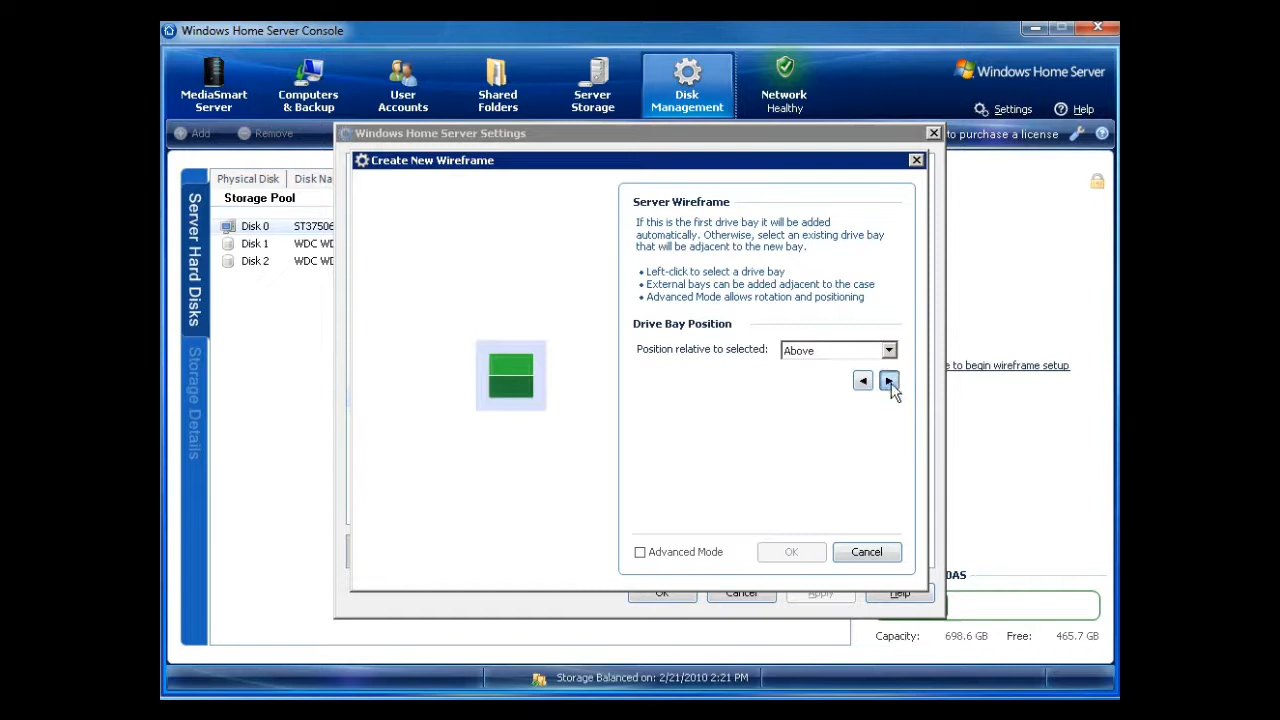 Windows Home Server Console
MediaSmart Server
Computers & Backup
User Accounts
Shared Folders
Server Storage
Disk Management
Network Healthy
Windows Home Server
Settings
Help
Add
Remove
to purchase a license
Windows Home Server Settings
Create New Wireframe
Server Hard Disks
Storage Details
Physical Disk
Disk Na
Storage Pool
Disk 0 ST37506
Disk 1 WDC WD
Disk 2 WDC WD
Server Wireframe
If this is the first drive bay it will be added
automatically. Otherwise, select an existing drive bay
that will be adjacent to the new bay.
• Left-click to select a drive bay
• External bays can be added adjacent to the case
• Advanced Mode allows rotation and positioning
Drive Bay Position
Position relative to selected: Above
e to begin wireframe setup
Advanced Mode
OK
Cancel
OK
Cancel
Apply
Help
DAS
Capacity: 698.6 GB Free: 465.7 GB
Storage Balanced on: 2/21/2010 2:21 PM